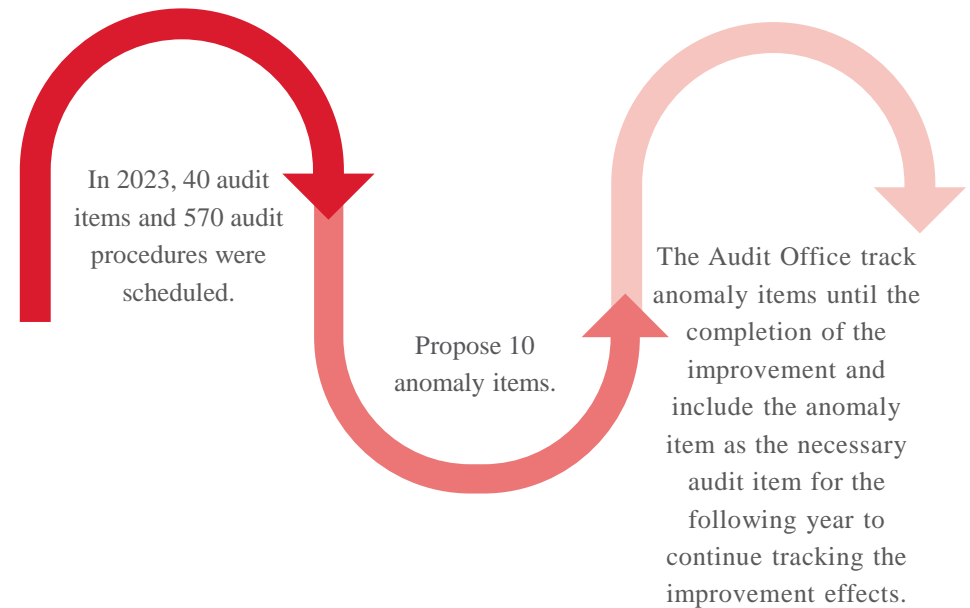 In 2023, 40 audit
items and 570 audit
procedures were
scheduled.
Propose 10
anomaly items.
The Audit Office track
anomaly items until the
completion of the
improvement and
include the anomaly
item as the necessary
audit item for the
following year to
continue tracking the
improvement effects.